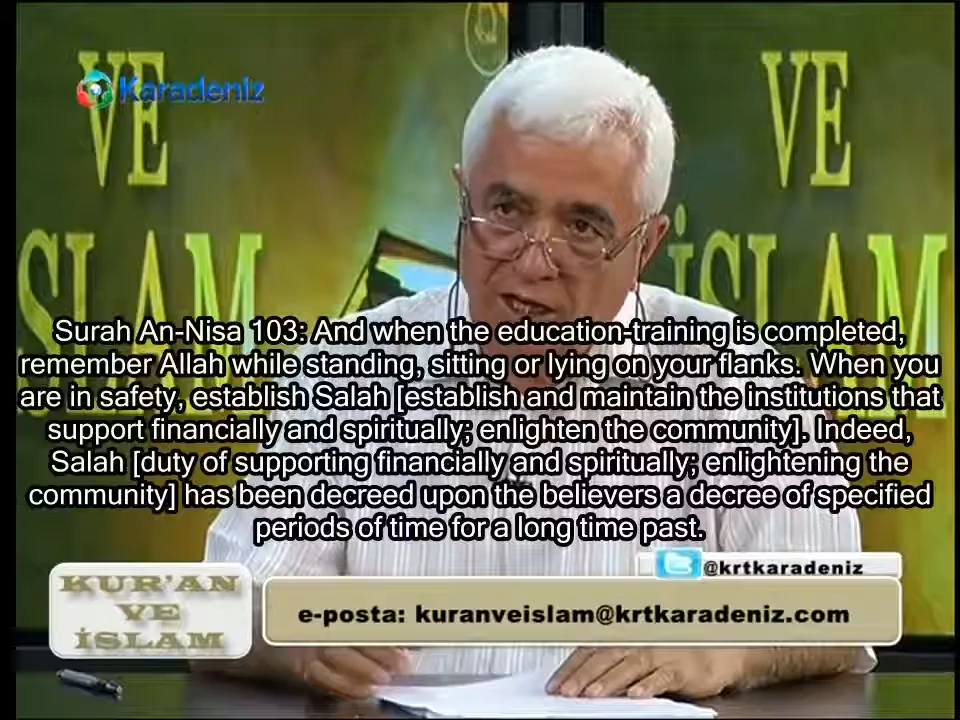 Karadeniz
VE
İSLAM
VE
İSLAM
Surah An-Nisa 103: And when the education-training is completed,
remember Allah while standing, sitting or lying on your flanks. When you
are in safety, establish Salah [establish and maintain the institutions that
support financially and spiritually; enlighten the community]. Indeed,
Salah [duty of supporting financially and spiritually; enlightening the
community] has been decreed upon the believers a decree of specified
periods of time for a long time past.
@krtkaradeniz
KUR'AN
VE
İSLAM
e-posta: kuranveislam@krtkaradeniz.com